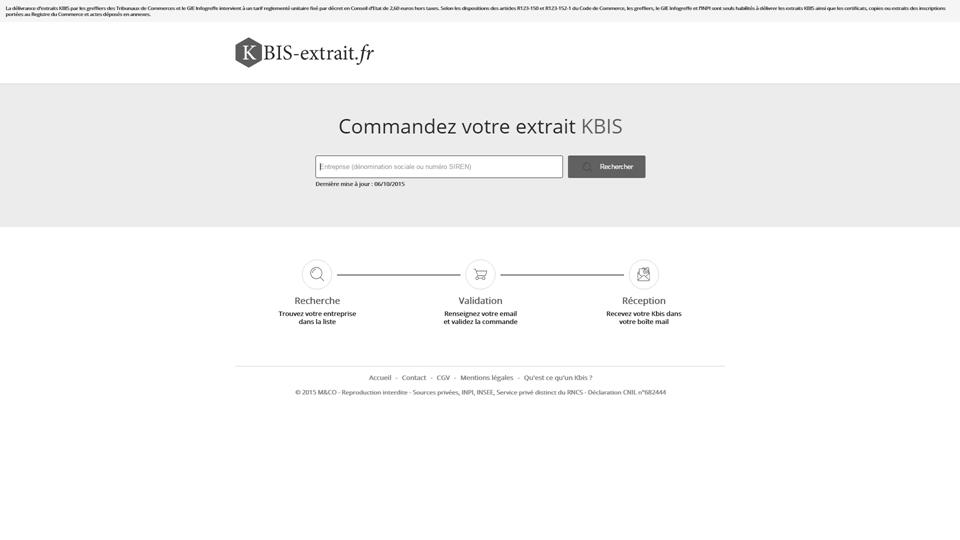 La délivrance d'extraits KBIS par les greffiers des Tribunaux de Commerces et le GIE Infogreffe intervient à un tarif reglementé unitaire fixé par décret en Conseil d'Etat de 2,60 euros hors taxes. Selon les dispositions des articles R123-150 et R123-152-1 du Code de Commerce, les greffiers, le GIE Infogreffe et l'INPI sont seuls habilités à délivrer les extraits KBIS ainsi que les certificats, copies ou extraits des inscriptions
portées au Registre du Commerce et actes déposés en annexes.
KBIS-extrait.fr
Commandez votre extrait KBIS
Entreprise (dénomination sociale ou numéro SIREN)
Rechercher
Dernière mise à jour : 06/10/2015
Recherche
Trouvez votre entreprise
dans la liste
Validation
Renseignez votre email
et validez la commande
Réception
Recevez votre Kbis dans
votre boîte mail
Accueil - Contact - CGV - Mentions légales - Qu'est ce qu'un Kbis ?
© 2015 M&CO - Reproduction interdite - Sources privées, INPI, INSEE, Service privé distinct du RNCS - Déclaration CNIL n°682444